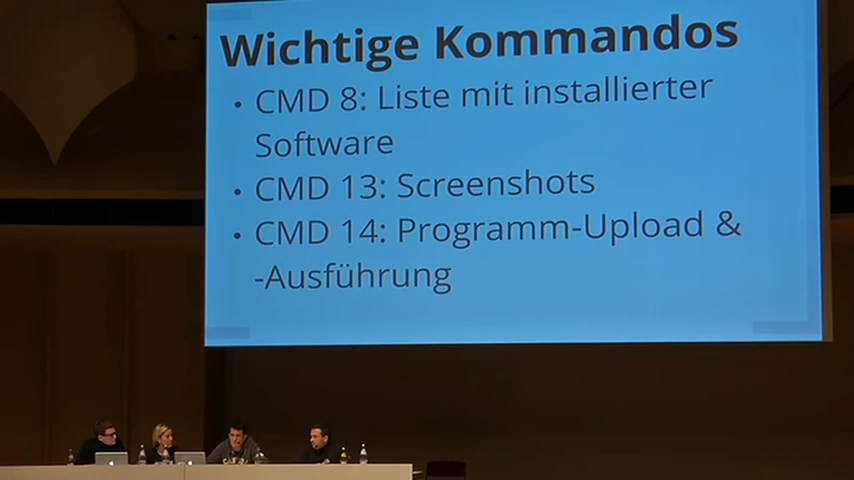 Wichtige Kommandos
• CMD 8: Liste mit installierter
Software
• CMD 13: Screenshots
• CMD 14: Programm-Upload &
-Ausführung